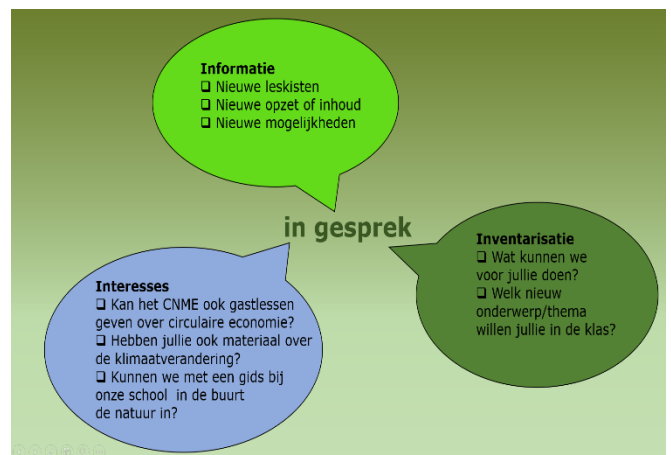 Informatie
❑ Nieuwe leskisten
❑ Nieuwe opzet of inhoud
❑ Nieuwe mogelijkheden
in gesprek
Inventarisatie
❑ Wat kunnen we
voor jullie doen?
❑ Welk nieuw
onderwerp/thema
willen jullie in de klas?
Interesses
❑ Kan het CNME ook gastlessen
geven over circulaire economie?
❑ Hebben jullie ook materiaal over
de klimaatverandering?
❑ Kunnen we met een gids bij
onze school in de buurt
de natuur in?